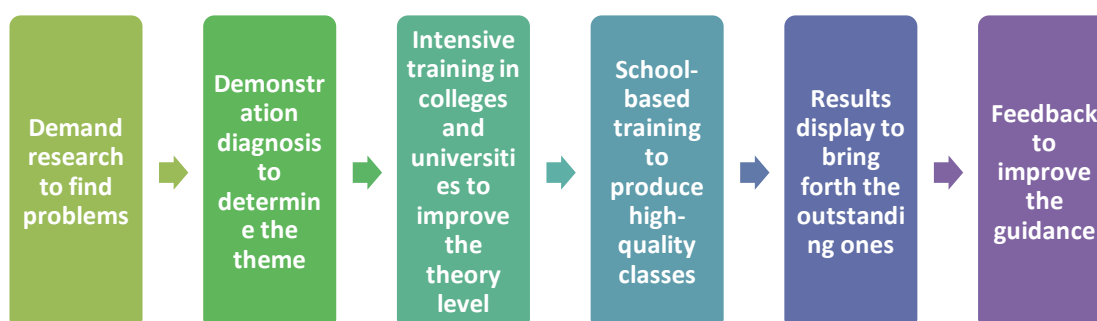 Demand
research
to find
problems
Demonstr
ation
diagnosis
to
determin
e the
theme
Intensive
training in
colleges
and
universiti
es to
improve
the
theory
level
School-
based
training
to
produce
high-
quality
classes
Results
display to
bring
forth the
outstandi
ng ones
Feedback
to
improve
the
guidance